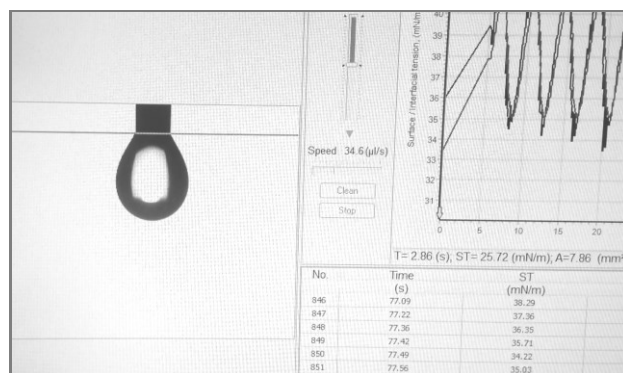 Speed 34.6 (µl/s)
Clean
Stop
Surface / Interfacial tension, (mN/m)
40
39
38
37
36
35
34
33
32
31
0 5 10 15 20
T= 2.86 (s); ST= 25.72 (mN/m); A=7.86 (mm²
No. Time (s) ST (mN/m)
846 77.09 38.29
847 77.22 37.36
848 77.36 36.35
849 77.42 35.71
850 77.49 34.22
851 77.56 35.03